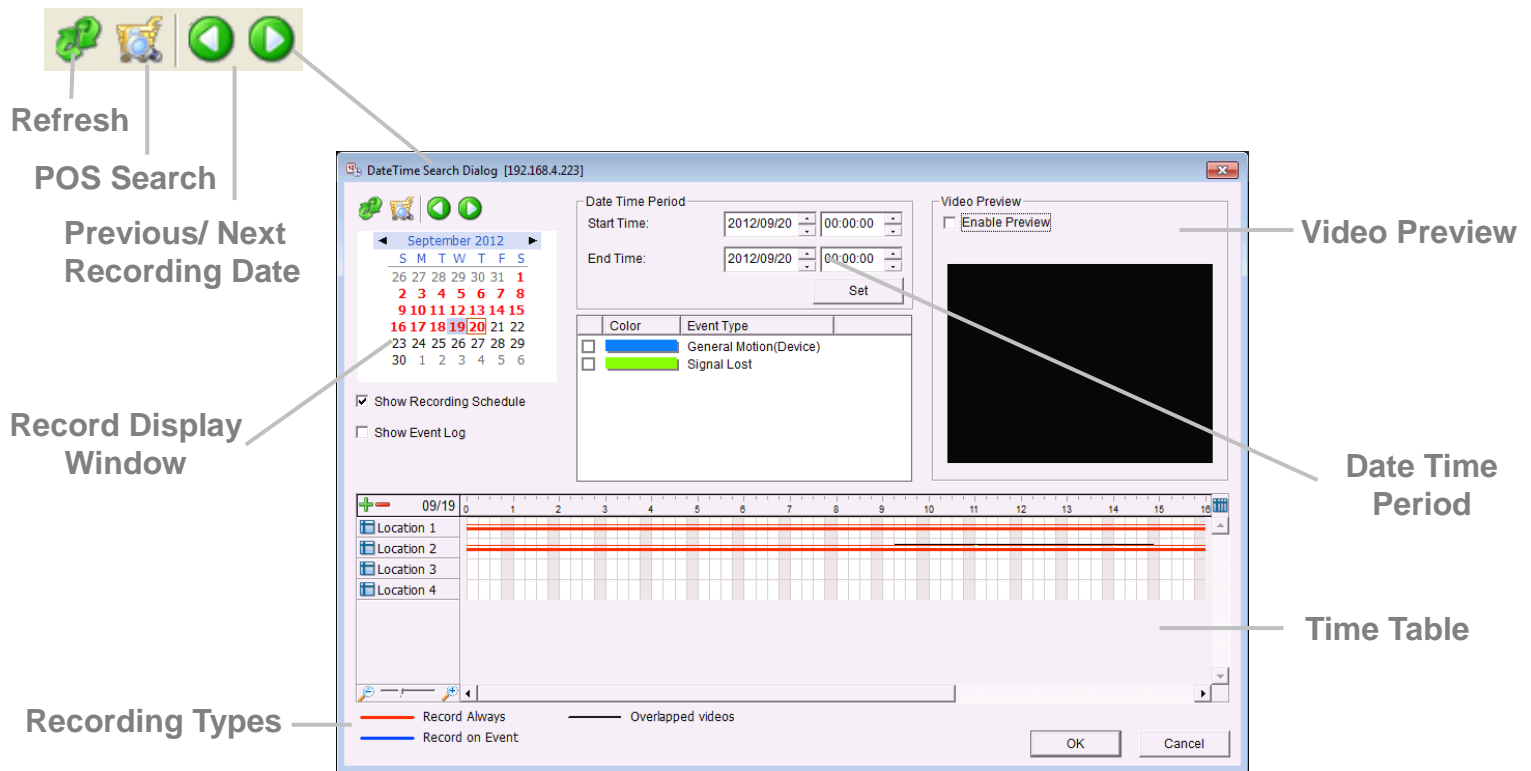 Refresh
POS Search
Previous/ Next
Recording Date
DateTime Search Dialog [192.168.4.223]
September 2012
S M T W T F S
26 27 28 29 30 31 1
2 3 4 5 6 7 8
9 10 11 12 13 14 15
16 17 18 19 20 21 22
23 24 25 26 27 28 29
30 1 2 3 4 5 6
Show Recording Schedule
Show Event Log
Date Time Period
Start Time: 2012/09/20 00:00:00
End Time: 2012/09/20 00:00:00
Set
Color Event Type
General Motion(Device)
Signal Lost
Video Preview
Enable Preview
Video Preview
Record Display
Window
Date Time
Period
09/19 0 1 2 3 4 5 6 7 8 9 10 11 12 13 14 15 16
Location 1
Location 2
Location 3
Location 4
Time Table
Recording Types
Record Always
Overlapped videos
Record on Event
OK
Cancel